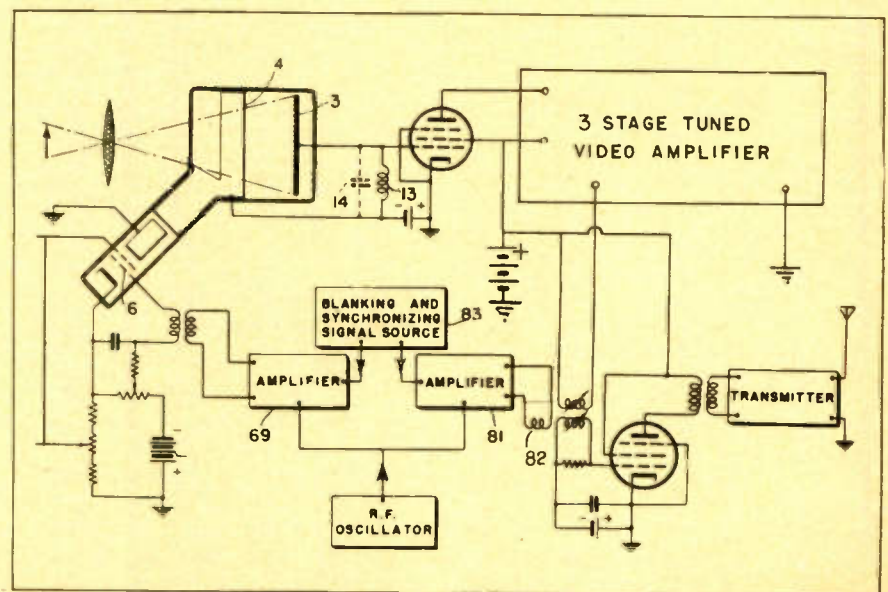 4
3
3 STAGE TUNED
VIDEO AMPLIFIER
14
13
- +
+
6
BLANKING AND
SYNCHRONIZING
SIGNAL SOURCE
83
AMPLIFIER
69
AMPLIFIER
81
82
TRANSMITTER
-
+
R.F.
OSCILLATOR
- +